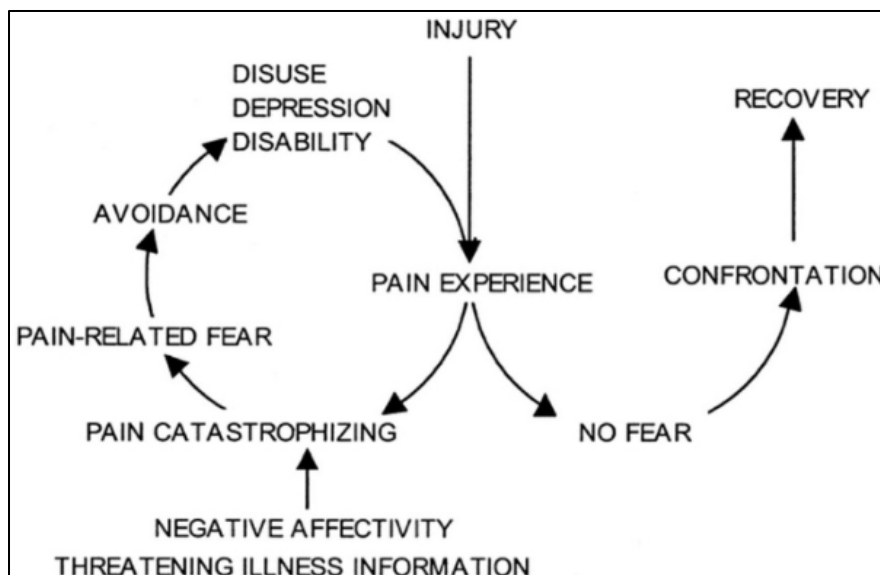 INJURY
DISUSE
DEPRESSION
DISABILITY
RECOVERY
AVOIDANCE
PAIN EXPERIENCE
CONFRONTATION
PAIN-RELATED FEAR
PAIN CATASTROPHIZING
NO FEAR
NEGATIVE AFFECTIVITY
THREATENING ILLNESS INFORMATION